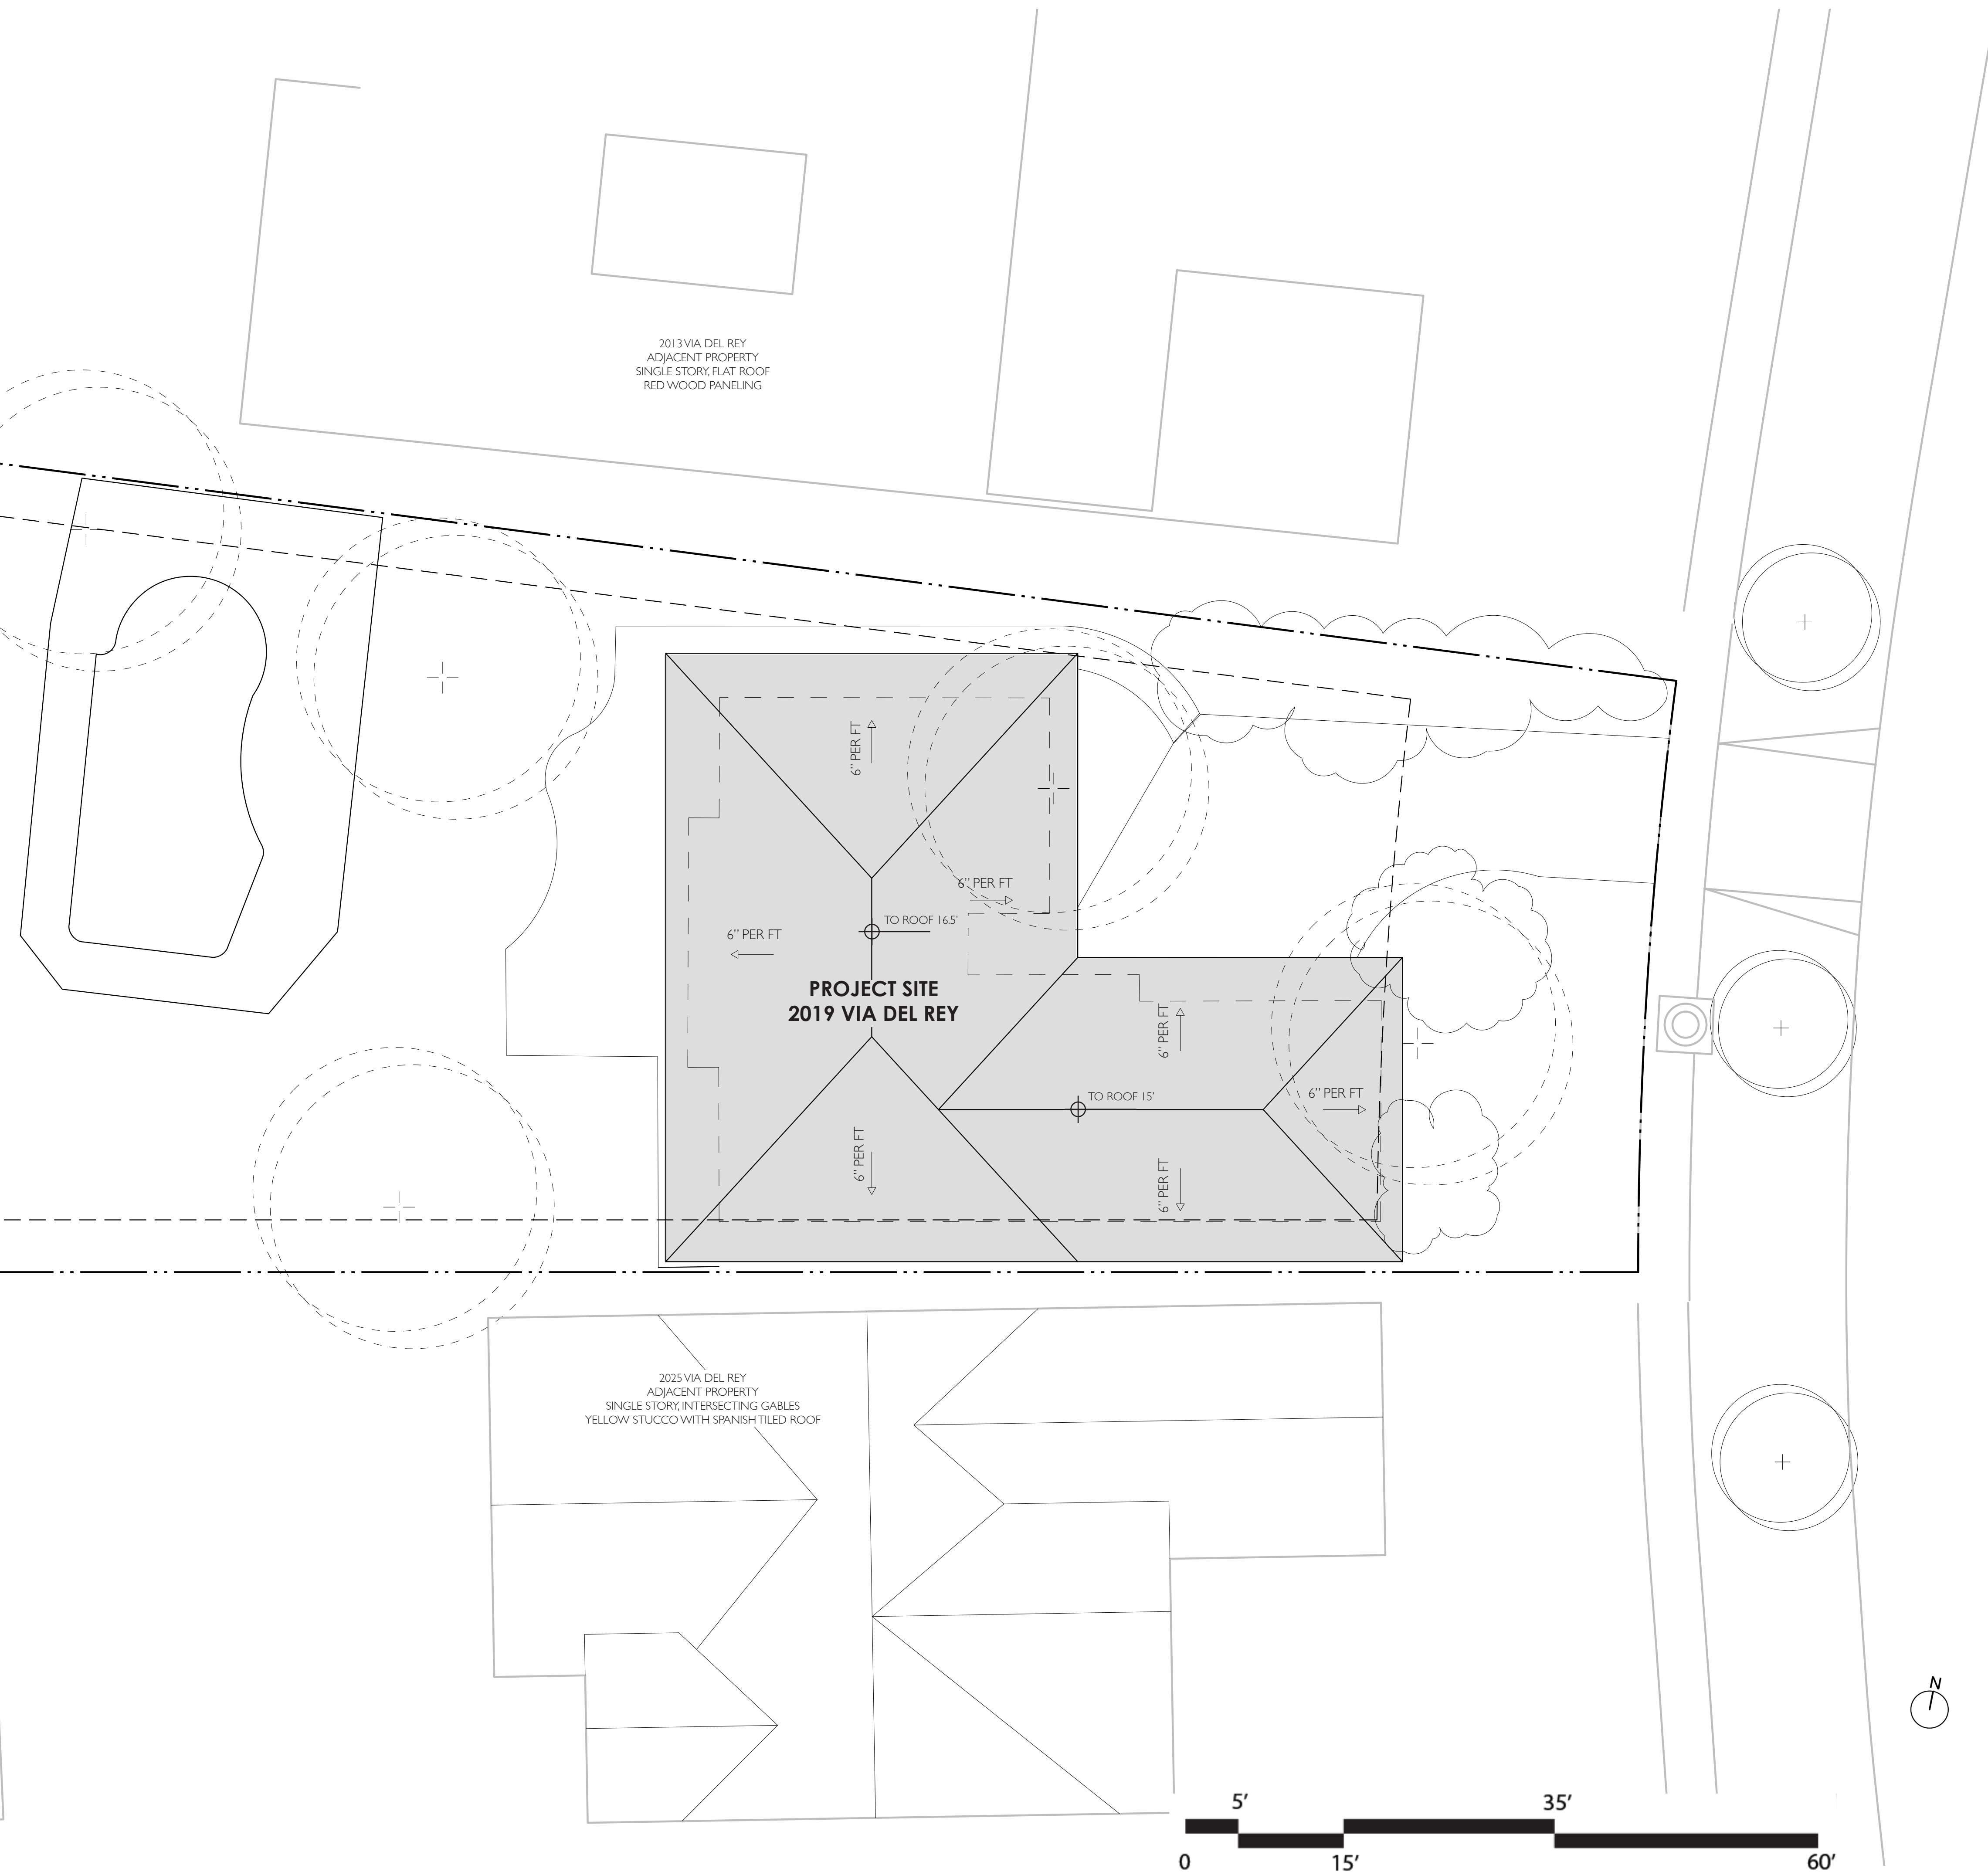 2013 VIA DEL REY
ADJACENT PROPERTY
SINGLE STORY, FLAT ROOF
RED WOOD PANELING
6" PER FT
6" PER FT
TO ROOF 16.5'
6" PER FT
PROJECT SITE
2019 VIA DEL REY
6" PER FT
TO ROOF 15'
6" PER FT
6" PER FT
6" PER FT
2025 VIA DEL REY
ADJACENT PROPERTY
SINGLE STORY, INTERSECTING GABLES
YELLOW STUCCO WITH SPANISH TILED ROOF
N
5'
35'
0
15'
60'